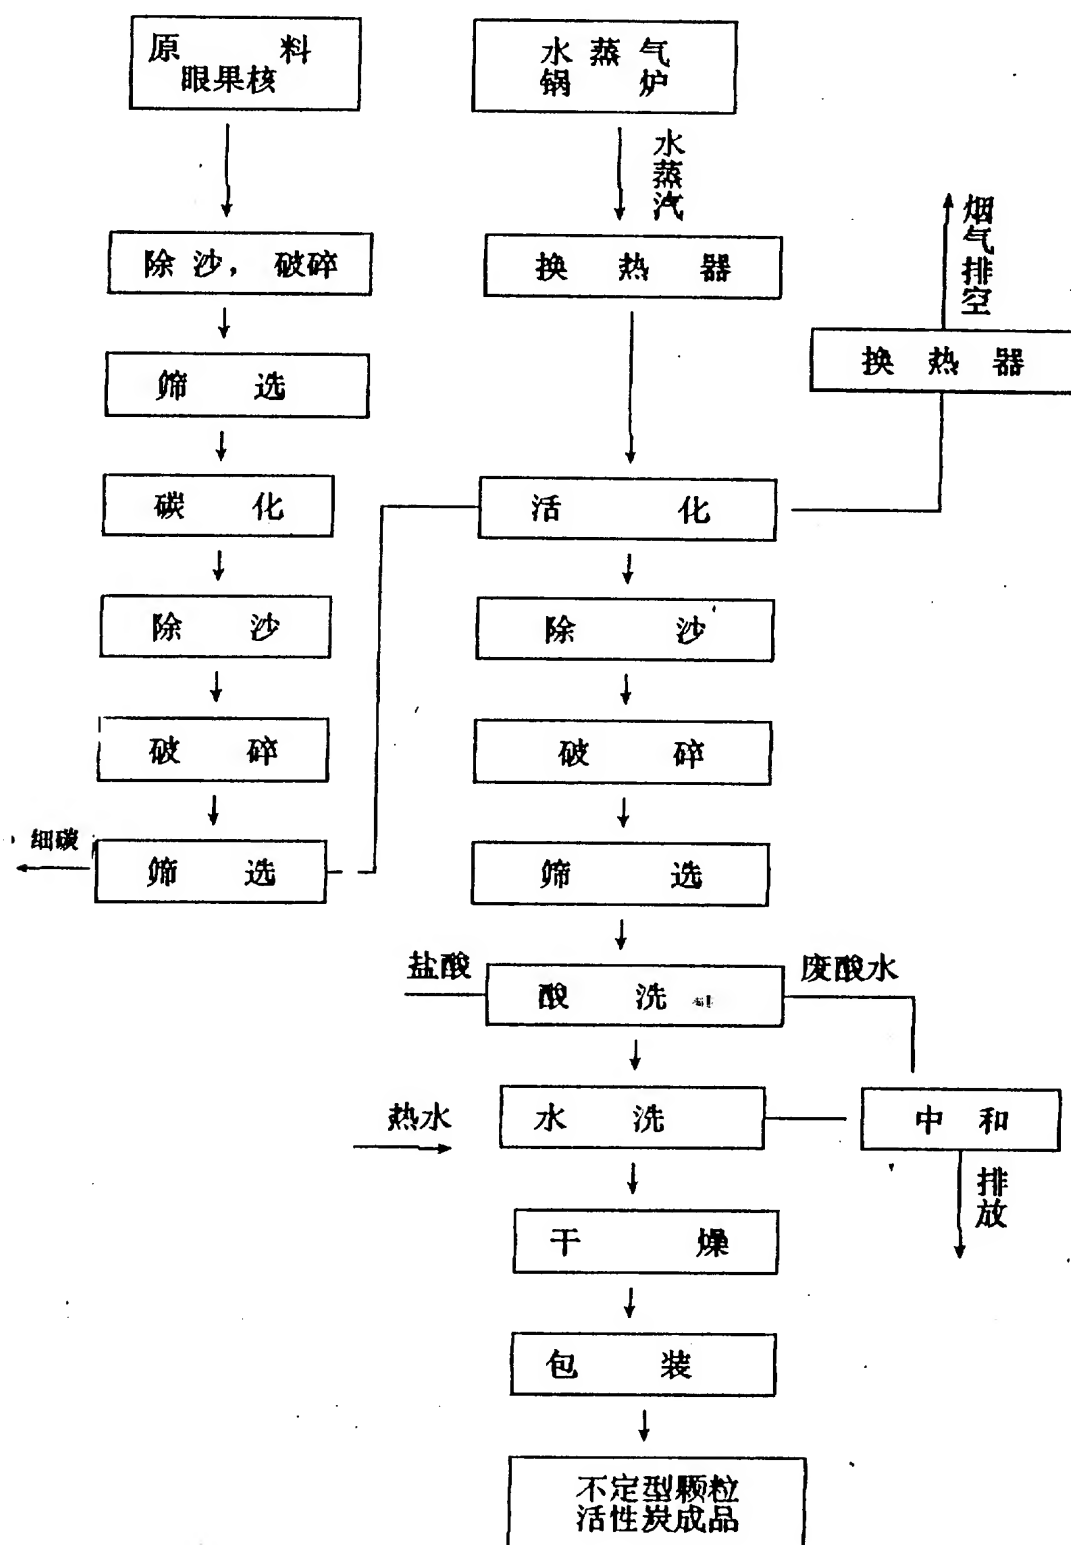 原 料
眼果核
除沙，破碎
筛 选
碳 化
除 沙
破 碎
筛 选
细碳
水蒸气
锅 炉
水蒸汽
换 热 器
活 化
烟气排空
换 热 器
除 沙
破 碎
筛 选
盐酸
酸 洗
废酸水
热水
水 洗
中 和
排放
干 燥
包 装
不定型颗粒
活性炭成品